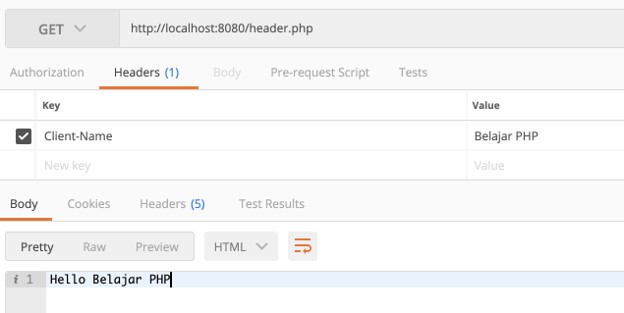 GET http://localhost:8080/header.php
Authorization Headers (1) Body Pre-request Script Tests
Key Value
Client-Name Belajar PHP
New key Value
Body Cookies Headers (5) Test Results
Pretty Raw Preview HTML
i 1 Hello Belajar PHP